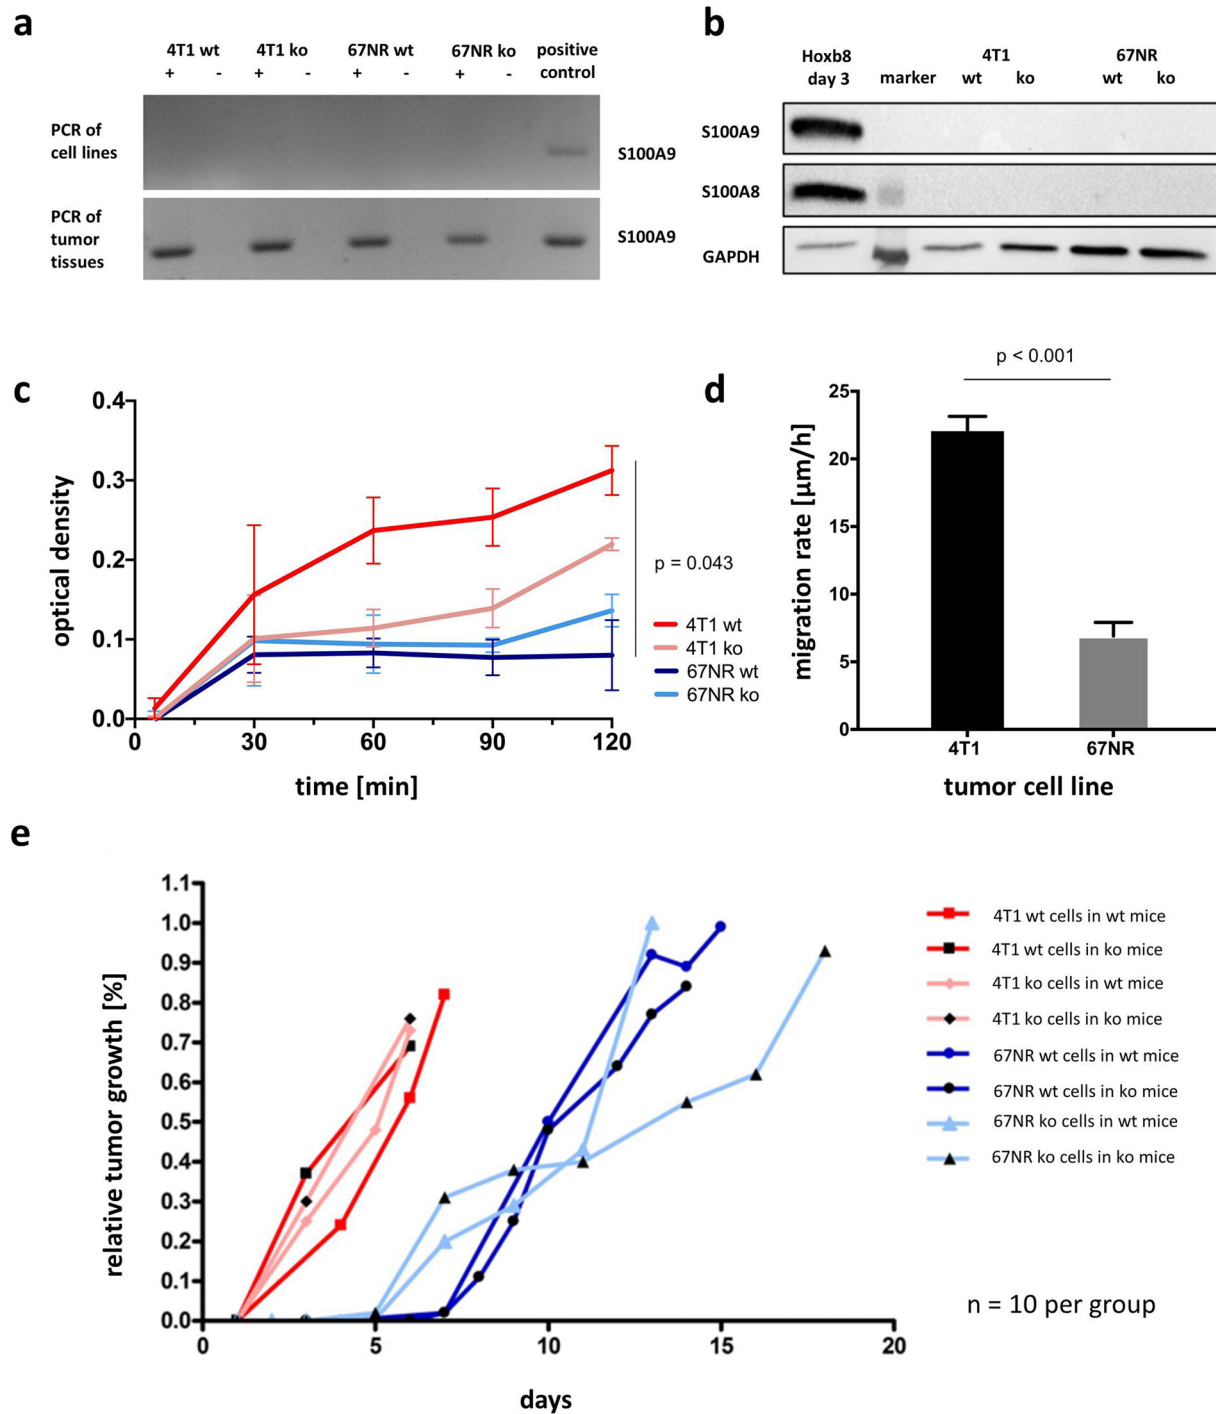 a
4T1 wt 4T1 ko 67NR wt 67NR ko positive
+ - + - + - + - control
PCR of
cell lines
S100A9
PCR of
tumor
tissues
S100A9
b
Hoxb8 4T1 67NR
day 3 marker wt ko wt ko
S100A9
S100A8
GAPDH
c
optical density
0.4
0.3
0.2
0.1
0.0
0 30 60 90 120
time [min]
p = 0.043
4T1 wt
4T1 ko
67NR wt
67NR ko
d
p < 0.001
migration rate [µm/h]
25
20
15
10
5
0
4T1 67NR
tumor cell line
e
relative tumor growth [%]
1.1
1.0
0.9
0.8
0.7
0.6
0.5
0.4
0.3
0.2
0.1
0.0
0 5 10 15 20
days
4T1 wt cells in wt mice
4T1 wt cells in ko mice
4T1 ko cells in wt mice
4T1 ko cells in ko mice
67NR wt cells in wt mice
67NR wt cells in ko mice
67NR ko cells in wt mice
67NR ko cells in ko mice
n = 10 per group